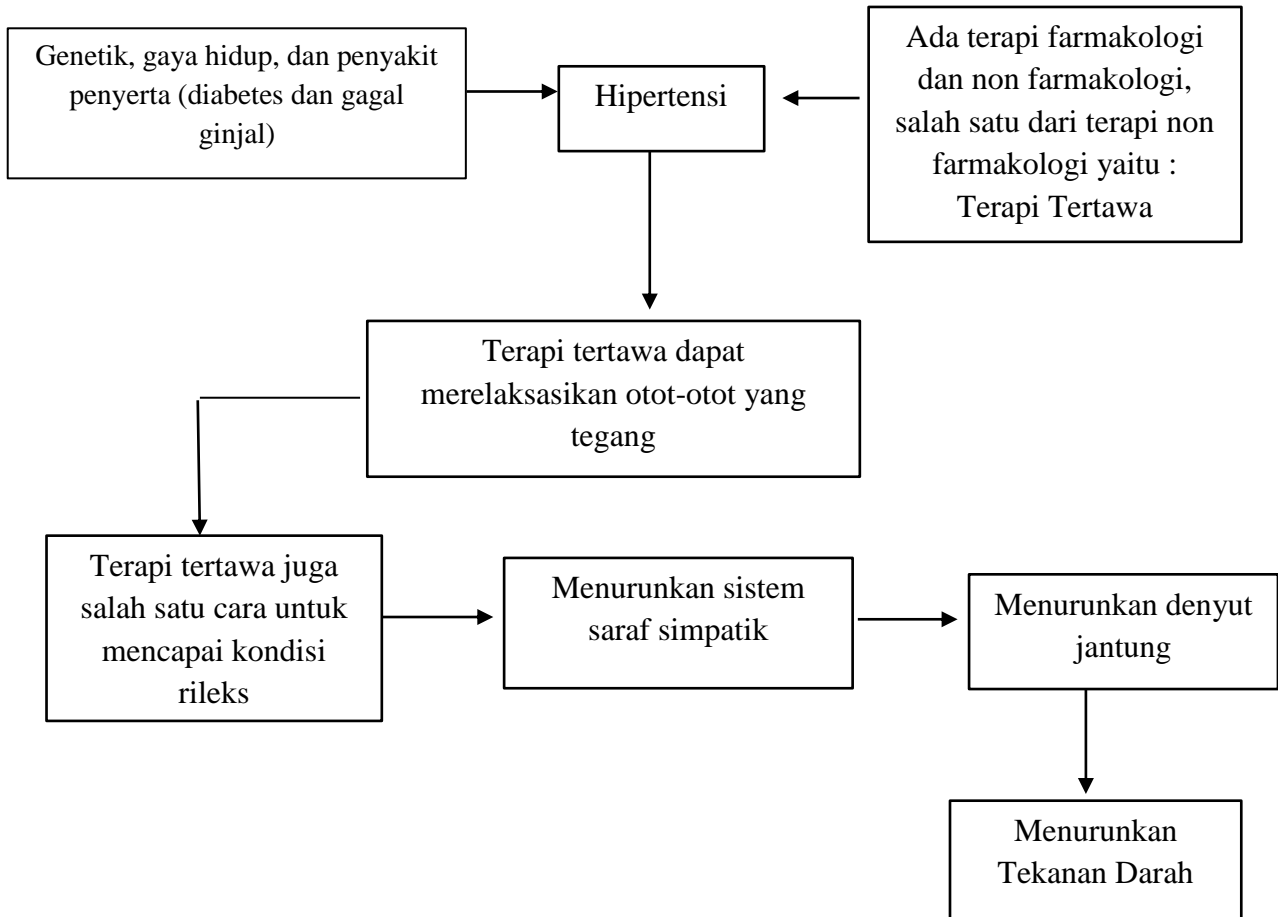 Genetik, gaya hidup, dan penyakit
penyerta (diabetes dan gagal
ginjal)
Hipertensi
Ada terapi farmakologi
dan non farmakologi,
salah satu dari terapi non
farmakologi yaitu :
Terapi Tertawa
Terapi tertawa dapat
merelaksasikan otot-otot yang
tegang
Terapi tertawa juga
salah satu cara untuk
mencapai kondisi
rileks
Menurunkan sistem
saraf simpatik
Menurunkan denyut
jantung
Menurunkan
Tekanan Darah